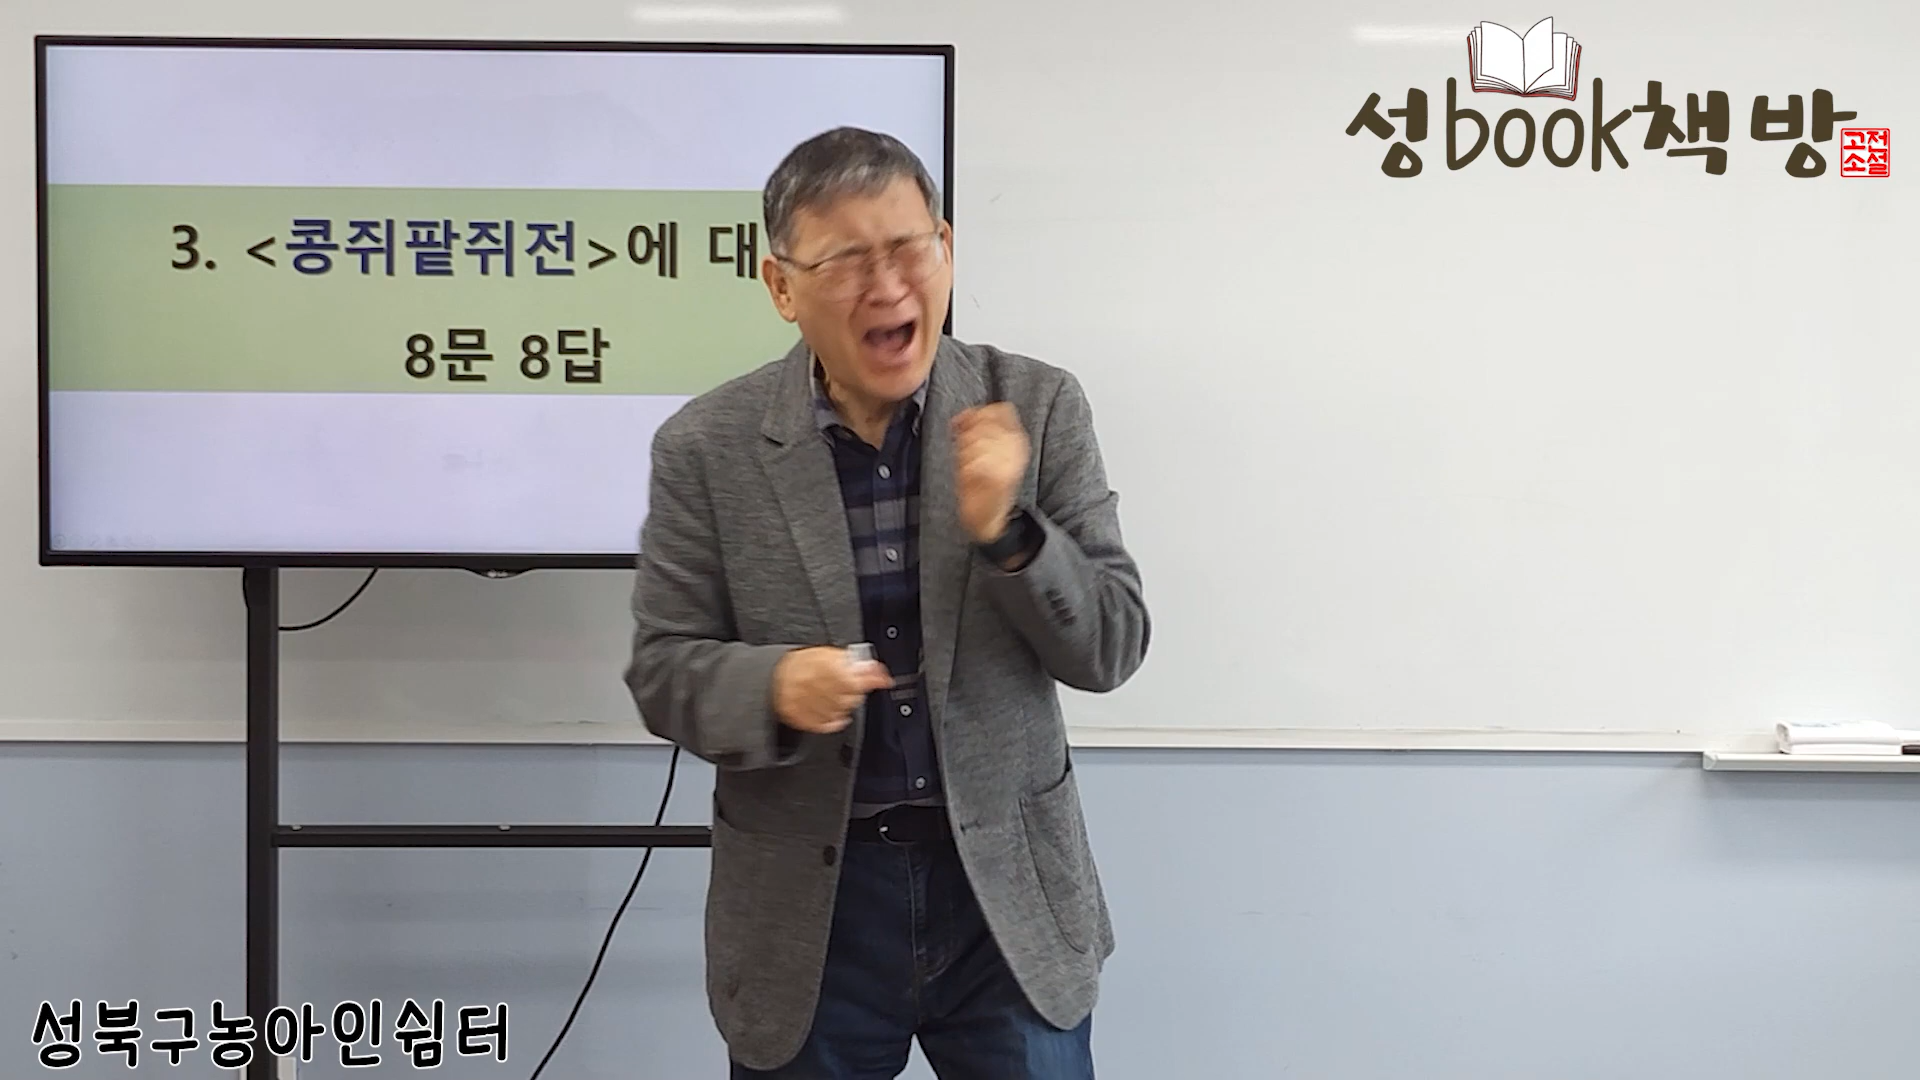 3. <콩쥐팥쥐전>에 대
8문 8답
성book책방
고전
소설
성북구농아인쉼터